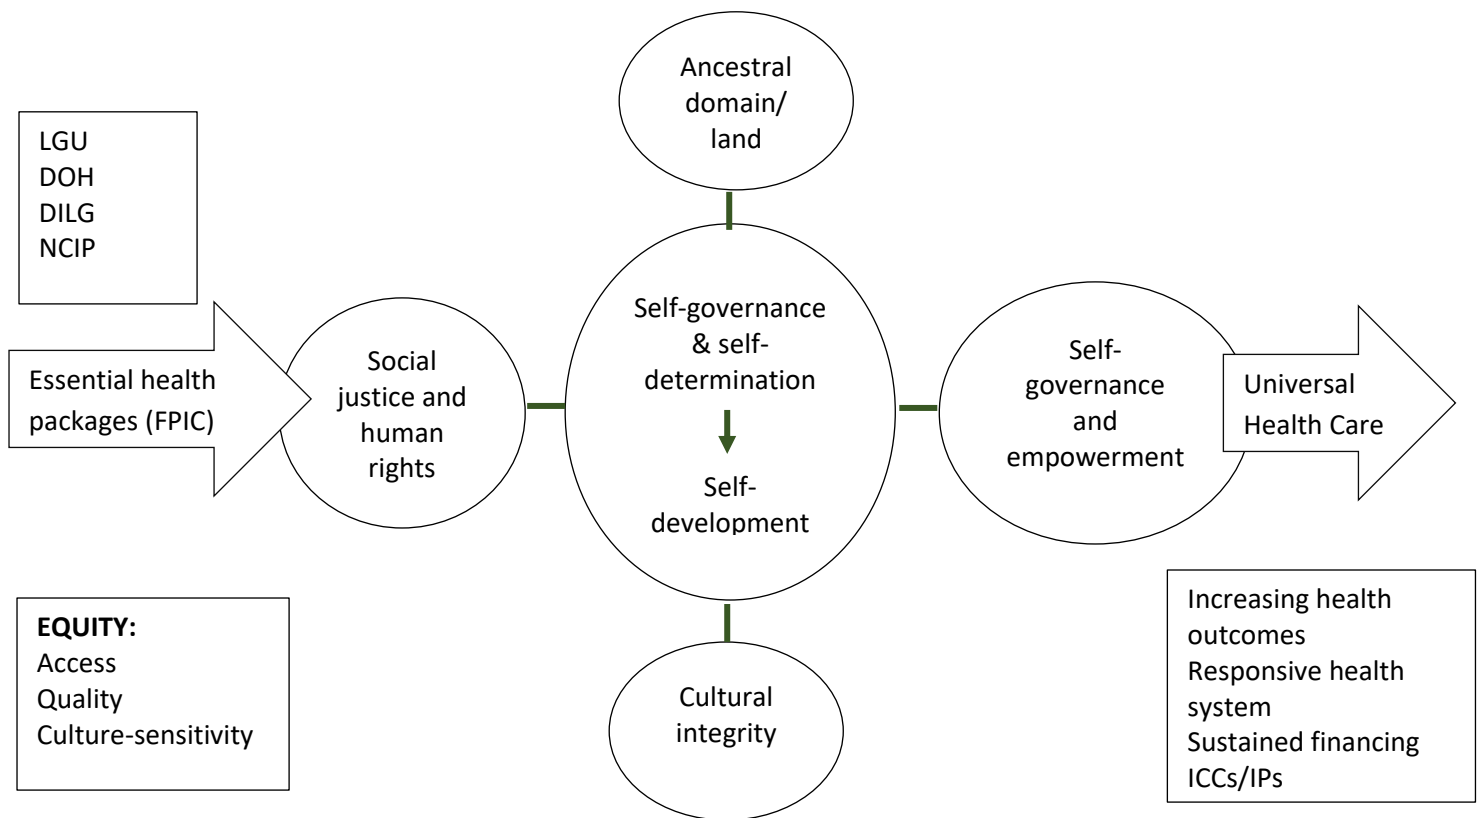 Ancestral
domain/
land
LGU
DOH
DILG
NCIP
Essential health
packages (FPIC)
Social
justice and
human
rights
Self-governance
& self-
determination
Self-
development
Self-
governance
and
empowerment
Universal
Health Care
EQUITY:
Access
Quality
Culture-sensitivity
Cultural
integrity
Increasing health
outcomes
Responsive health
system
Sustained financing
ICCs/IPs